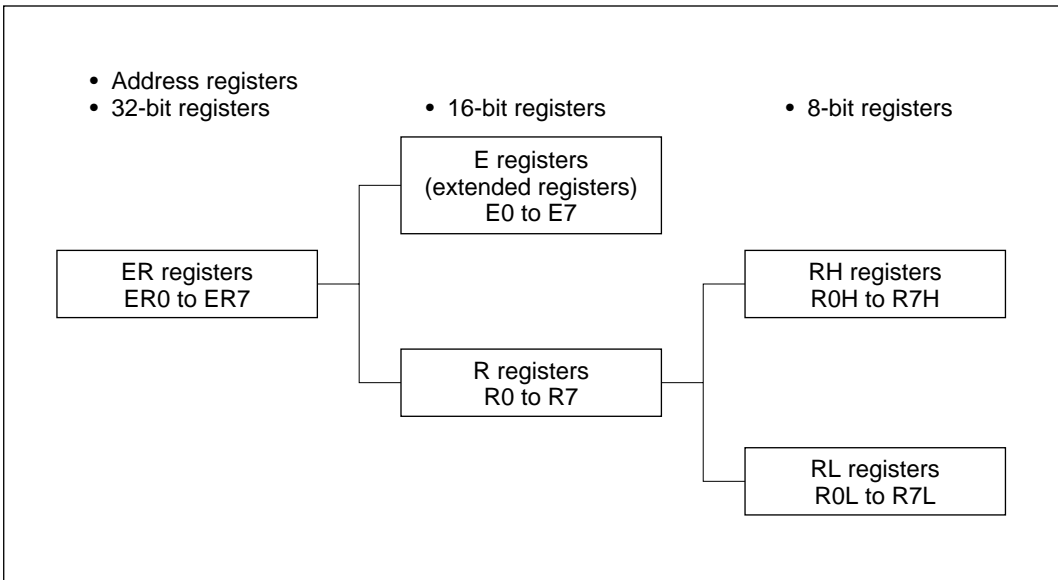 • Address registers
• 32-bit registers
• 16-bit registers
• 8-bit registers
E registers
(extended registers)
E0 to E7
ER registers
ER0 to ER7
RH registers
R0H to R7H
R registers
R0 to R7
RL registers
R0L to R7L